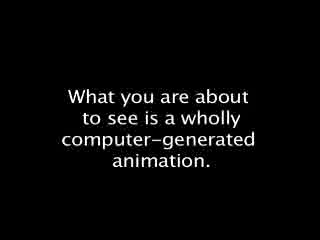 What you are about
to see is a wholly
computer-generated
animation.